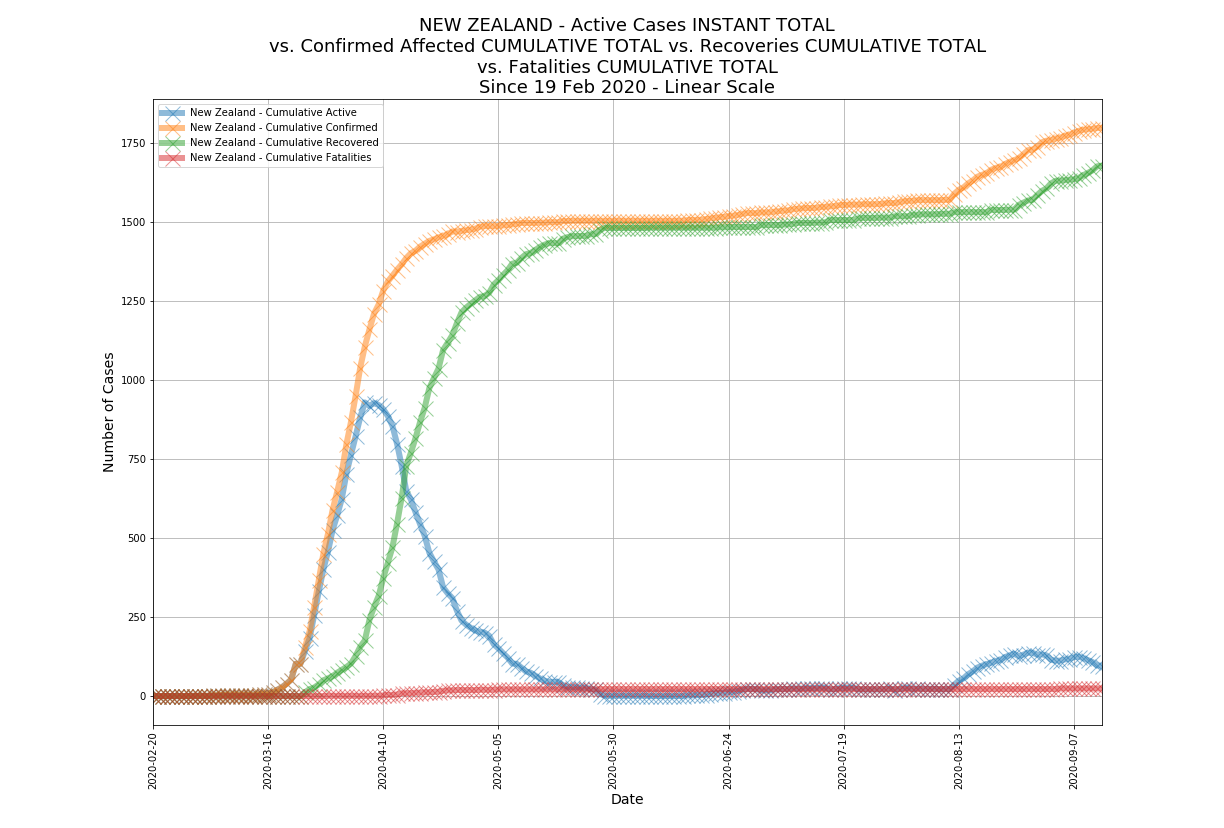 NEW ZEALAND - Active Cases INSTANT TOTAL
vs. Confirmed Affected CUMULATIVE TOTAL vs. Recoveries CUMULATIVE TOTAL
vs. Fatalities CUMULATIVE TOTAL
Since 19 Feb 2020 - Linear Scale
New Zealand - Cumulative Active
New Zealand - Cumulative Confirmed
New Zealand - Cumulative Recovered
New Zealand - Cumulative Fatalities
Number of Cases
1750
1500
1250
1000
750
500
250
0
2020-02-20
2020-03-16
2020-04-10
2020-05-05
2020-05-30
2020-06-24
2020-07-19
2020-08-13
2020-09-07
Date